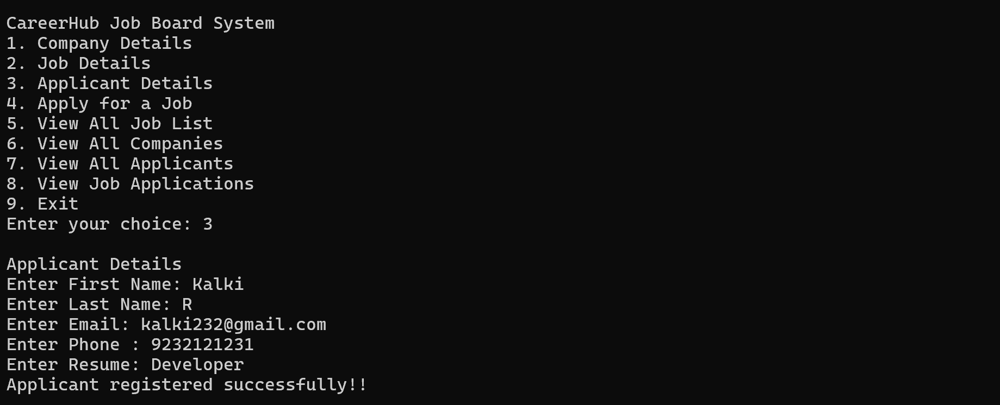 CareerHub Job Board System
1. Company Details
2. Job Details
3. Applicant Details
4. Apply for a Job
5. View All Job List
6. View All Companies
7. View All Applicants
8. View Job Applications
9. Exit
Enter your choice: 3
Applicant Details
Enter First Name: Kalki
Enter Last Name: R
Enter Email: kalki232@gmail.com
Enter Phone : 9232121231
Enter Resume: Developer
Applicant registered successfully!!